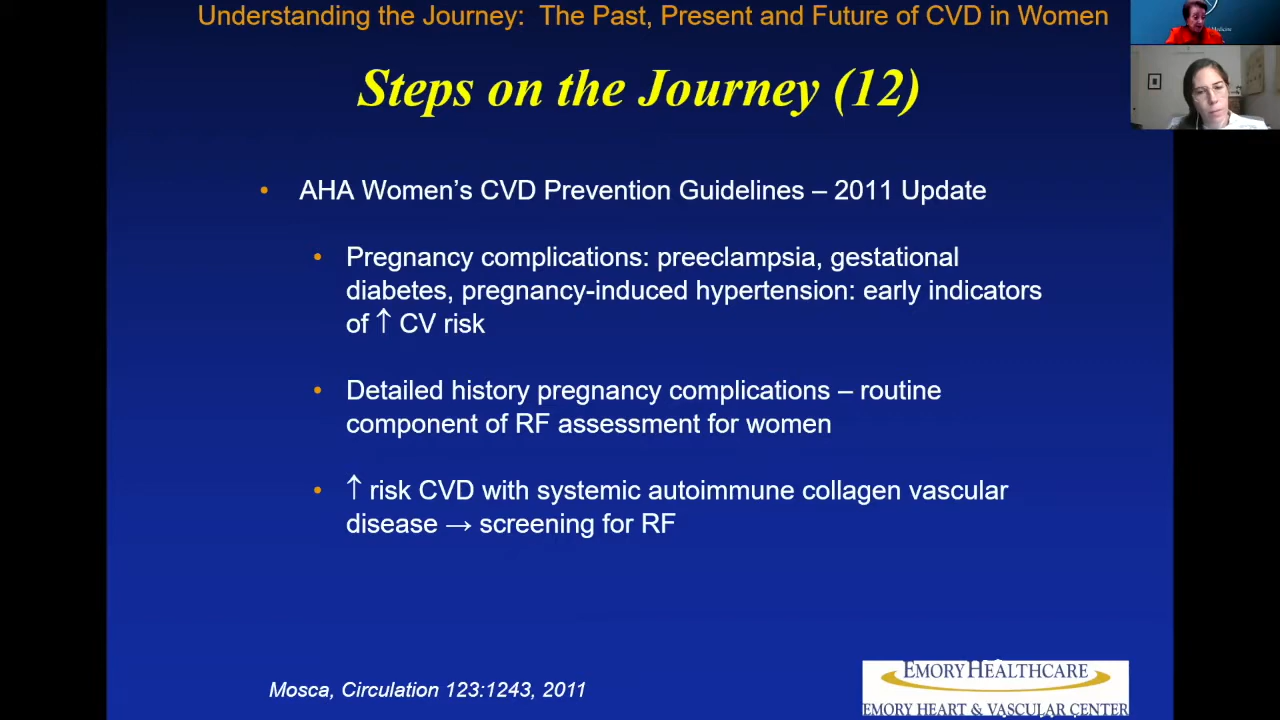 Understanding the Journey: The Past, Present and Future of CVD in Women
Steps on the Journey (12)
• AHA Women's CVD Prevention Guidelines – 2011 Update
• Pregnancy complications: preeclampsia, gestational
diabetes, pregnancy-induced hypertension: early indicators
of ↑ CV risk
• Detailed history pregnancy complications – routine
component of RF assessment for women
• ↑ risk CVD with systemic autoimmune collagen vascular
disease → screening for RF
Mosca, Circulation 123:1243, 2011
EMORY HEALTHCARE
EMORY HEART & VASCULAR CENTER